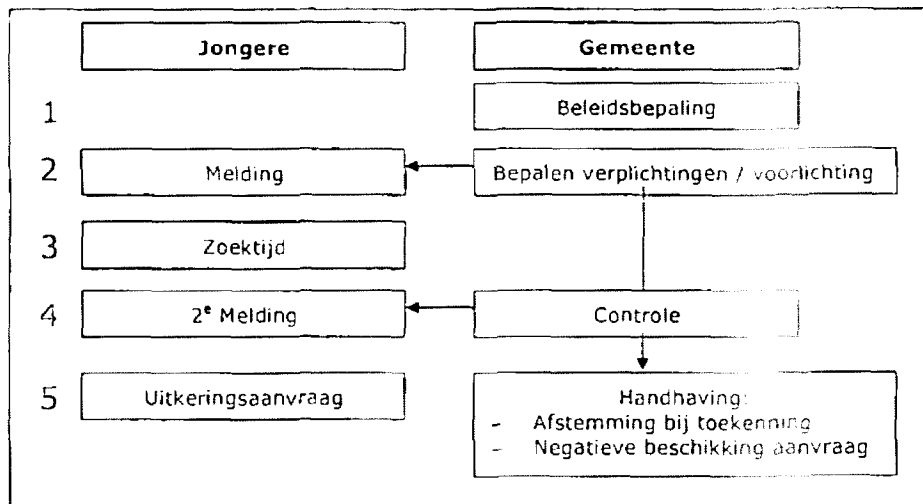 Jongere Gemeente
1 Beleidsbepaling
2 Melding Bepalen verplichtingen / voorlichting
3 Zoektijd
4 2e Melding Controle
5 Uitkeringsaanvraag Handhaving:
- Afstemming bij toekenning
- Negatieve beschikking aanvraag